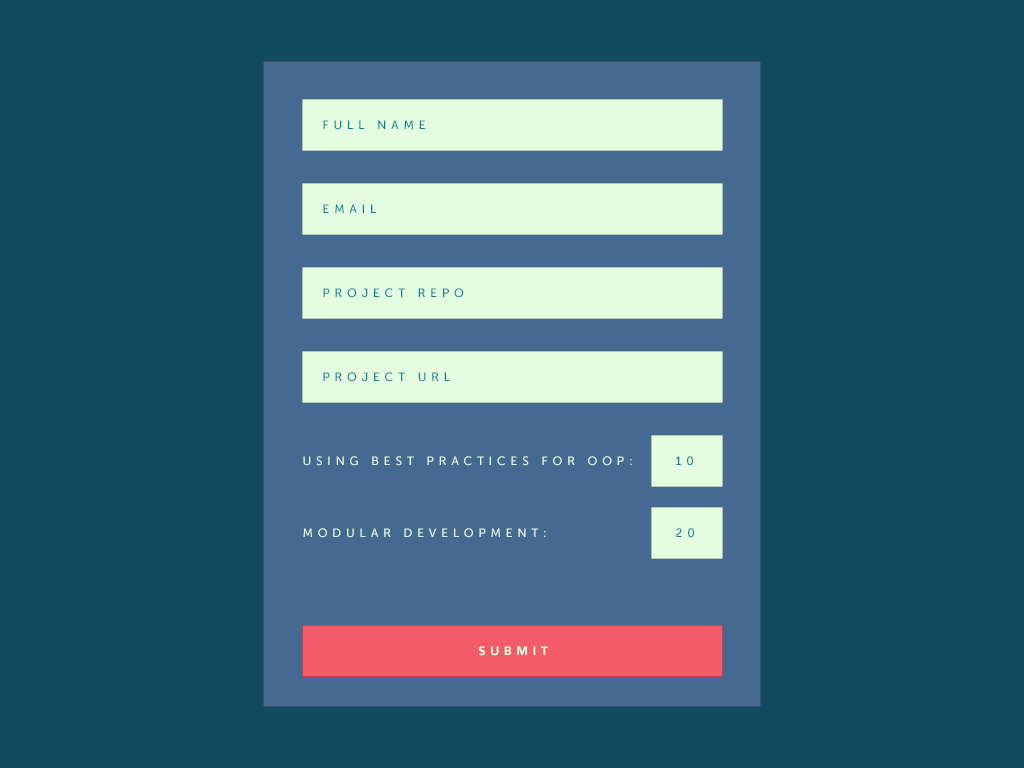 FULL NAME
EMAIL
PROJECT REPO
PROJECT URL
USING BEST PRACTICES FOR OOP: 10
MODULAR DEVELOPMENT: 20
SUBMIT